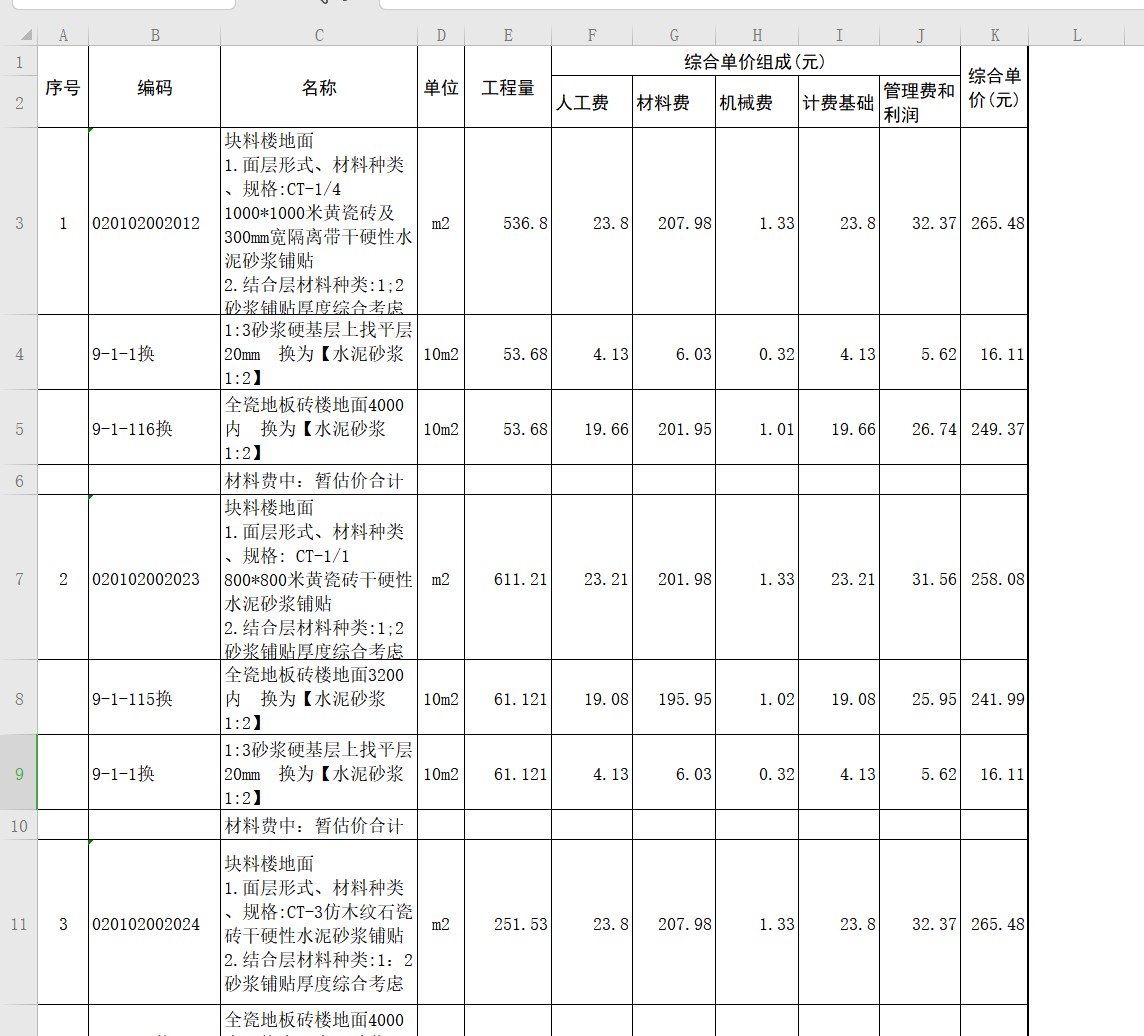 A B C D E F G H I J K L
1 综合单价组成(元)
序号 编码 名称 单位 工程量 综合单价(元)
2 人工费 材料费 机械费 计费基础 管理费和利润
块料楼地面
1.面层形式、材料种类
、规格:CT-1/4
1000*1000米黄瓷砖及
3 1 020102002012 m2 536.8 23.8 207.98 1.33 23.8 32.37 265.48
300mm宽隔离带干硬性水
泥砂浆铺贴
2.结合层材料种类:1;2
砂浆铺贴厚度综合考虑
1:3砂浆硬基层上找平层
4 9-1-1换 20mm 换为【水泥砂浆 10m2 53.68 4.13 6.03 0.32 4.13 5.62 16.11
1:2】
全瓷地板砖楼地面4000
5 9-1-116换 内 换为【水泥砂浆 10m2 53.68 19.66 201.95 1.01 19.66 26.74 249.37
1:2】
6 材料费中: 暂估价合计
块料楼地面
1.面层形式、材料种类
、规格: CT-1/1
7 2 020102002023 800*800米黄瓷砖干硬性 m2 611.21 23.21 201.98 1.33 23.21 31.56 258.08
水泥砂浆铺贴
2.结合层材料种类:1;2
砂浆铺贴厚度综合考虑
全瓷地板砖楼地面3200
8 9-1-115换 内 换为【水泥砂浆 10m2 61.121 19.08 195.95 1.02 19.08 25.95 241.99
1:2】
1:3砂浆硬基层上找平层
9 9-1-1换 20mm 换为【水泥砂浆 10m2 61.121 4.13 6.03 0.32 4.13 5.62 16.11
1:2】
10 材料费中: 暂估价合计
块料楼地面
1.面层形式、材料种类
、规格:CT-3仿木纹石瓷
11 3 020102002024 砖干硬性水泥砂浆铺贴 m2 251.53 23.8 207.98 1.33 23.8 32.37 265.48
2.结合层材料种类:1: 2
砂浆铺贴厚度综合考虑
全瓷地板砖楼地面4000